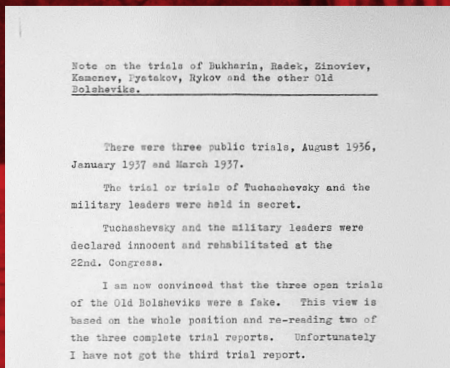 Note on the trials of Bukharin, Radek, Zinoviev,
Kamenev, Pyatakov, Rykov and the other Old
Bolsheviks.
There were three public trials, August 1936,
January 1937 and March 1937.
The trial or trials of Tuchashevsky and the
military leaders were held in secret.
Tuchashevsky and the military leaders were
declared innocent and rehabilitated at the
22nd. Congress.
I am now convinced that the three open trials
of the Old Bolsheviks were a fake. This view is
based on the whole position and re-reading two of
the three complete trial reports. Unfortunately
I have not got the third trial report.